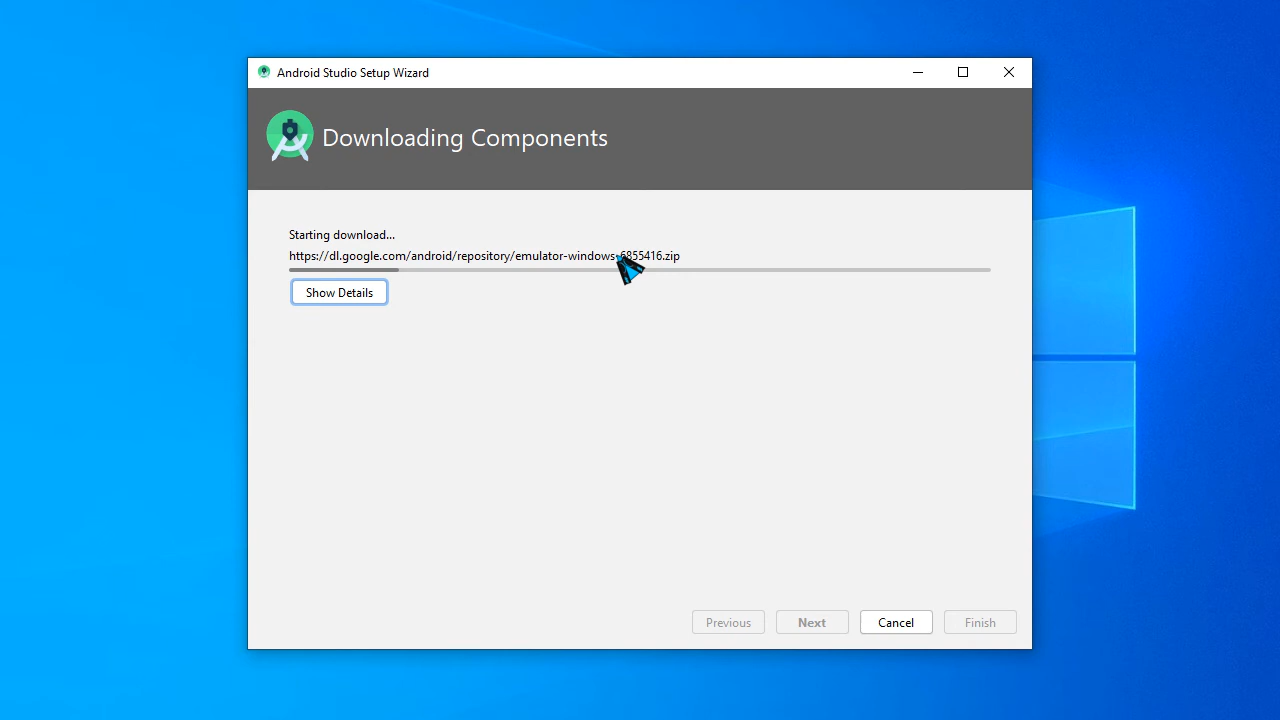 Android Studio Setup Wizard
Downloading Components
Starting download...
https://dl.google.com/android/repository/emulator-windows-6855416.zip
Show Details
Previous
Next
Cancel
Finish